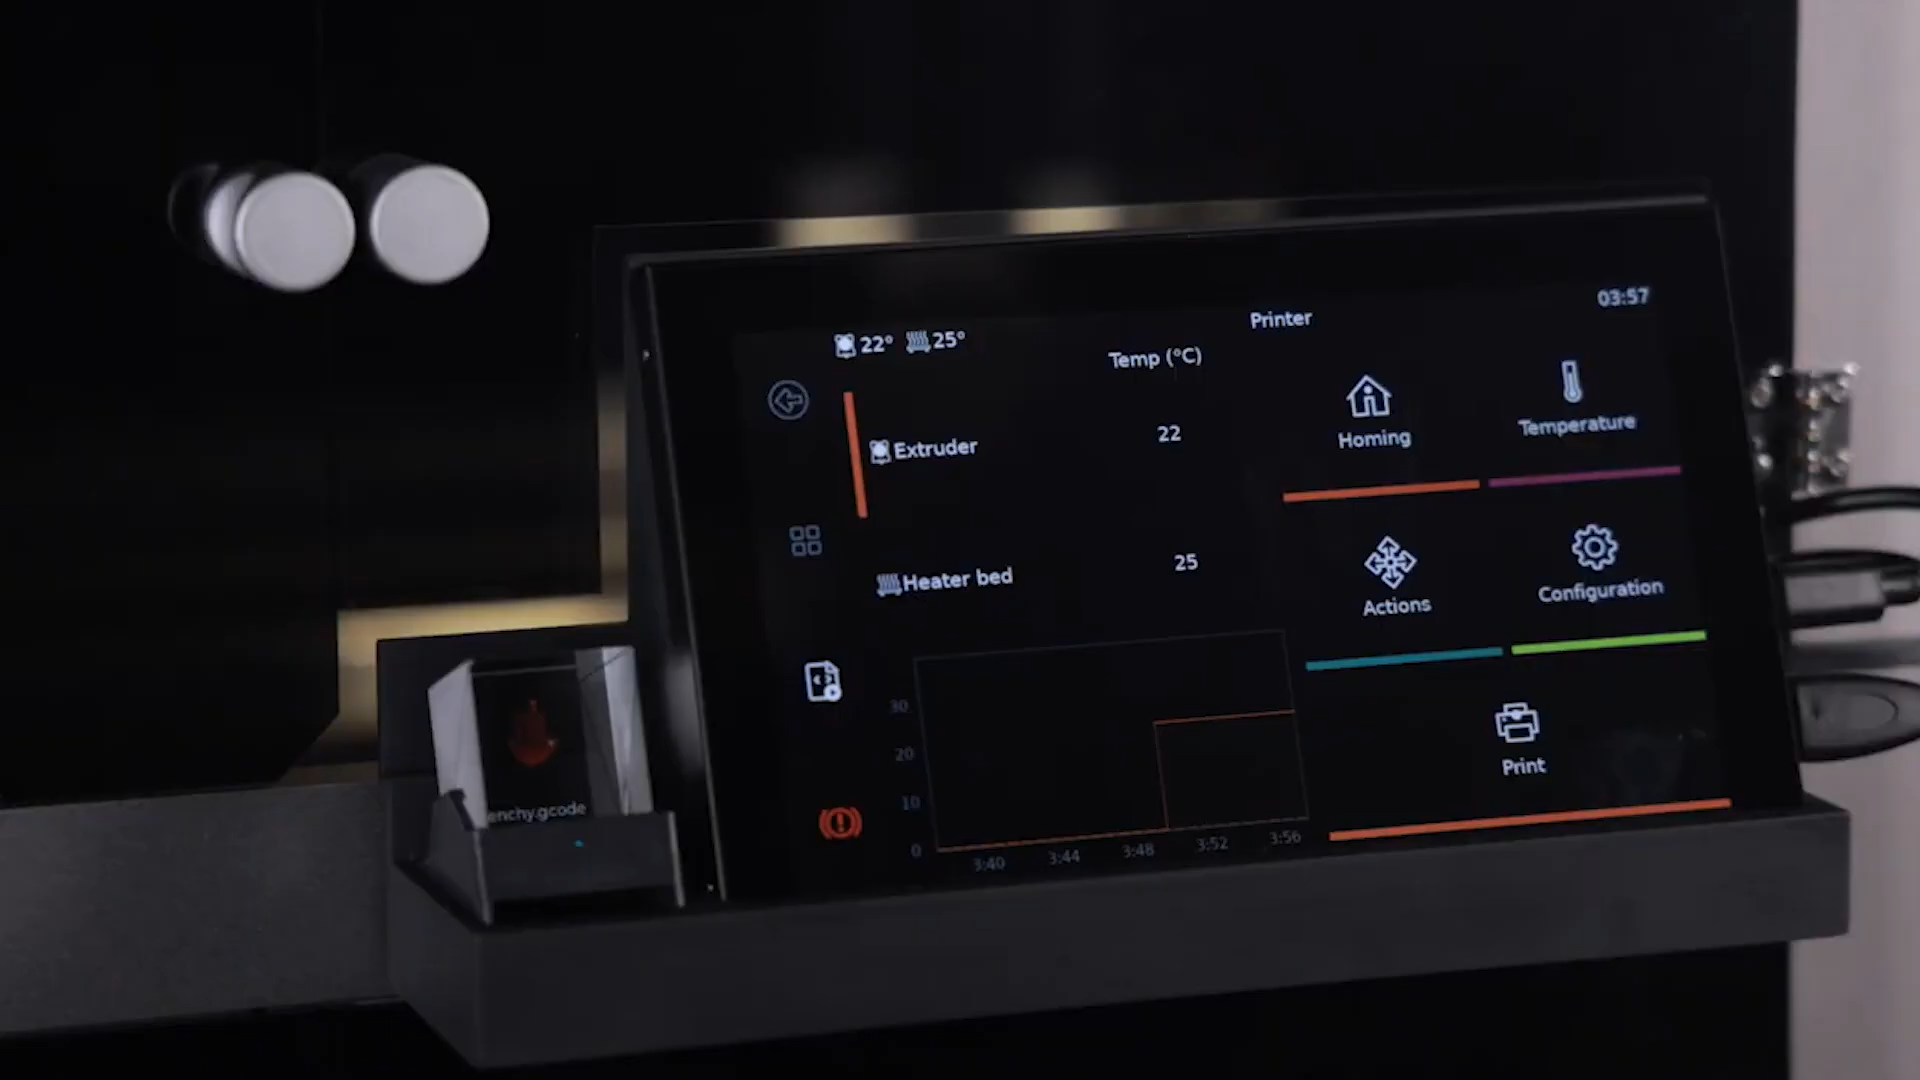 03:57
Printer
22° 25°
Temp (°C)
Extruder 22
Heater bed 25
Homing
Temperature
Actions
Configuration
Print
30
20
10
0
3:40 3:44 3:48 3:52 3:56
enchy.gcode